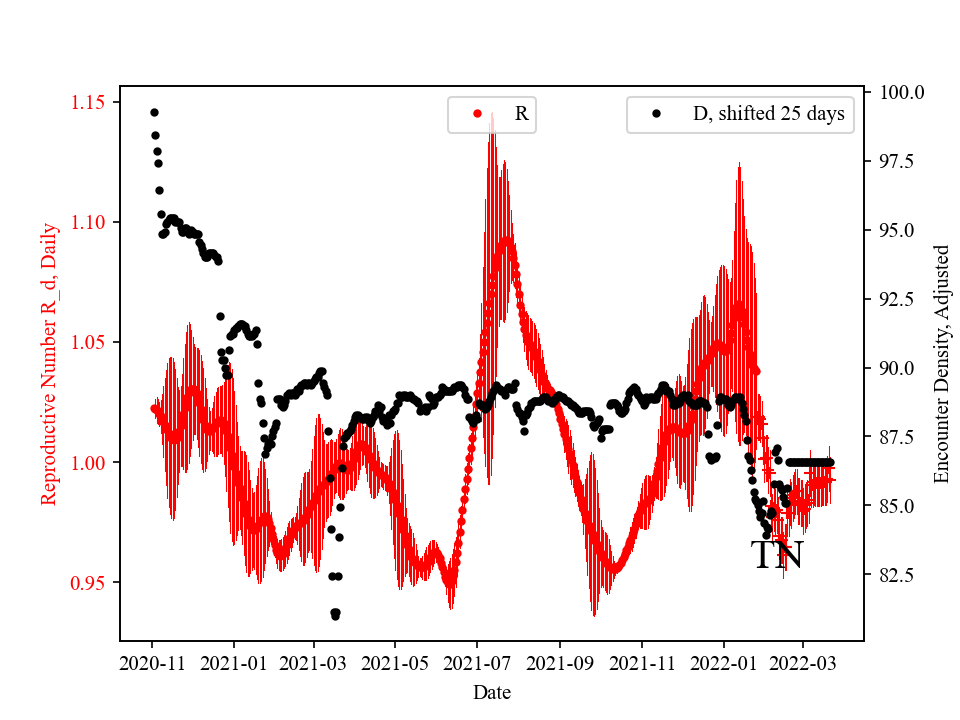 R
D, shifted 25 days
1.15
1.10
1.05
1.00
0.95
Reproductive Number R_d, Daily
100.0
97.5
95.0
92.5
90.0
87.5
85.0
82.5
Encounter Density, Adjusted
TN
2020-11 2021-01 2021-03 2021-05 2021-07 2021-09 2021-11 2022-01 2022-03
Date